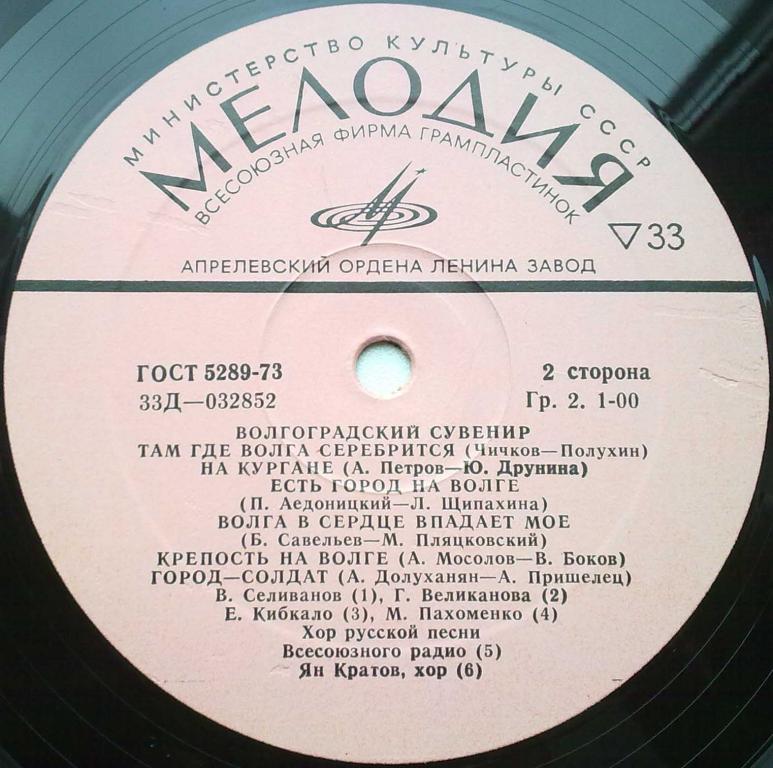 МИНИСТЕРСТВО КУЛЬТУРЫ СССР
МЕЛОДИЯ
ВСЕСОЮЗНАЯ ФИРМА ГРАМПЛАСТИНОК
▽33
АПРЕЛЕВСКИЙ ОРДЕНА ЛЕНИНА ЗАВОД
ГОСТ 5289-73 2 сторона
33Д—032852 Гр. 2. 1-00
ВОЛГОГРАДСКИЙ СУВЕНИР
ТАМ ГДЕ ВОЛГА СЕРЕБРИТСЯ (Чичков—Полухин)
НА КУРГАНЕ (А. Петров—Ю. Друнина)
ЕСТЬ ГОРОД НА ВОЛГЕ
(П. Аедоницкий—Л. Щипахина)
ВОЛГА В СЕРДЦЕ ВПАДАЕТ МОЕ
(Б. Савельев—М. Пляцковский)
КРЕПОСТЬ НА ВОЛГЕ (А. Мосолов—В. Боков)
ГОРОД—СОЛДАТ (А. Долуханян—А. Пришелец)
В. Селиванов (1), Г. Великанова (2)
Е. Кибкало (3), М. Пахоменко (4)
Хор русской песни
Всесоюзного радио (5)
Ян Кратов, хор (6)